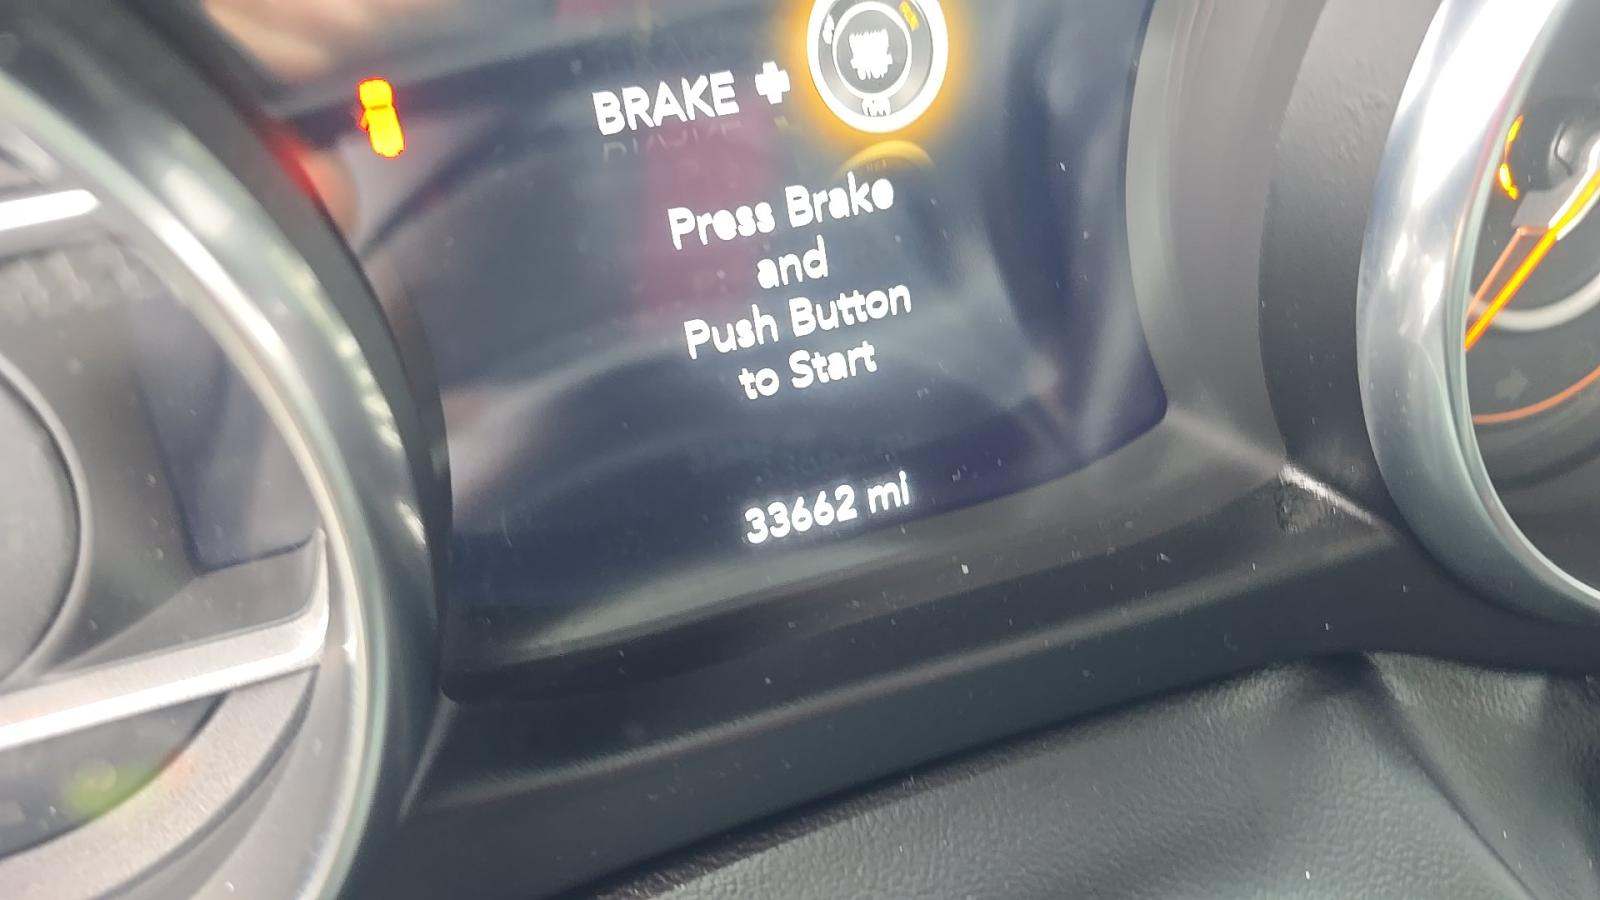 BRAKE +
Press Brake
and
Push Button
to Start
33662 mi